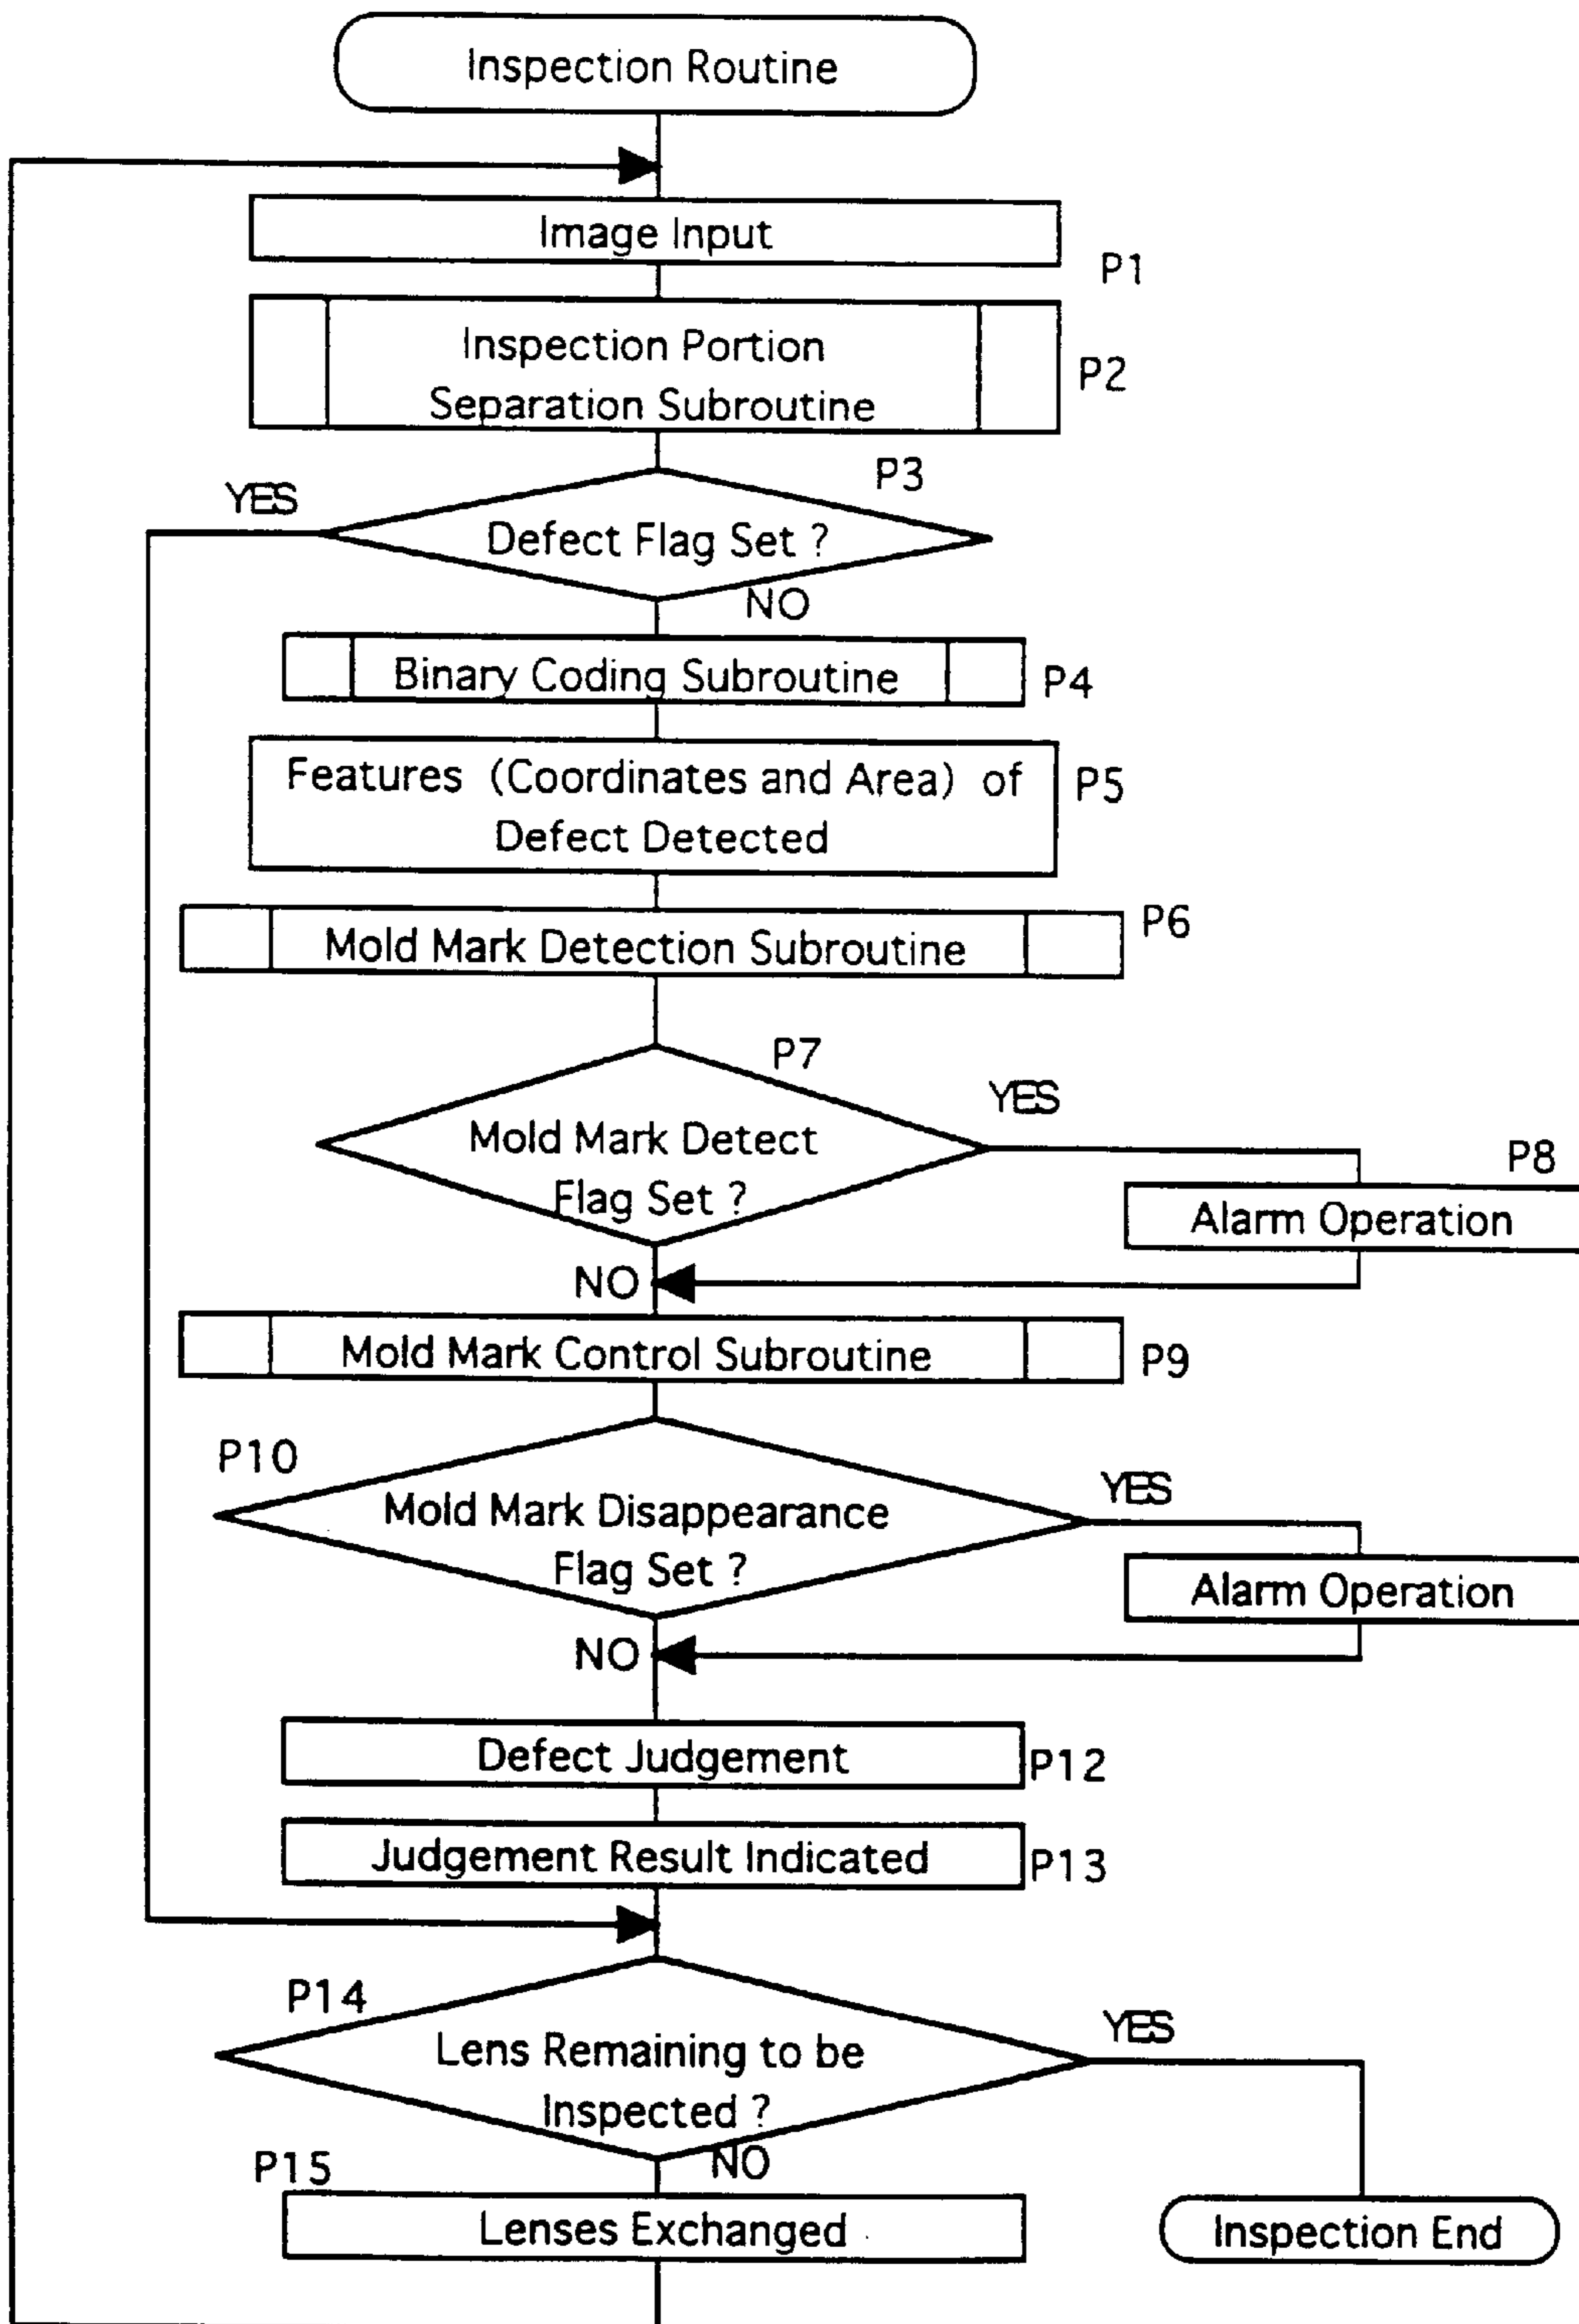 Inspection Routine
Image Input
P1
Inspection Portion
Separation Subroutine
P2
P3
YES
Defect Flag Set ?
NO
Binary Coding Subroutine
P4
Features (Coordinates and Area) of
Defect Detected
P5
Mold Mark Detection Subroutine
P6
P7
YES
Mold Mark Detect
Flag Set ?
P8
Alarm Operation
NO
Mold Mark Control Subroutine
P9
P10
YES
Mold Mark Disappearance
Flag Set ?
Alarm Operation
NO
Defect Judgement
P12
Judgement Result Indicated
P13
P14
YES
Lens Remaining to be
Inspected ?
NO
P15
Lenses Exchanged
Inspection End